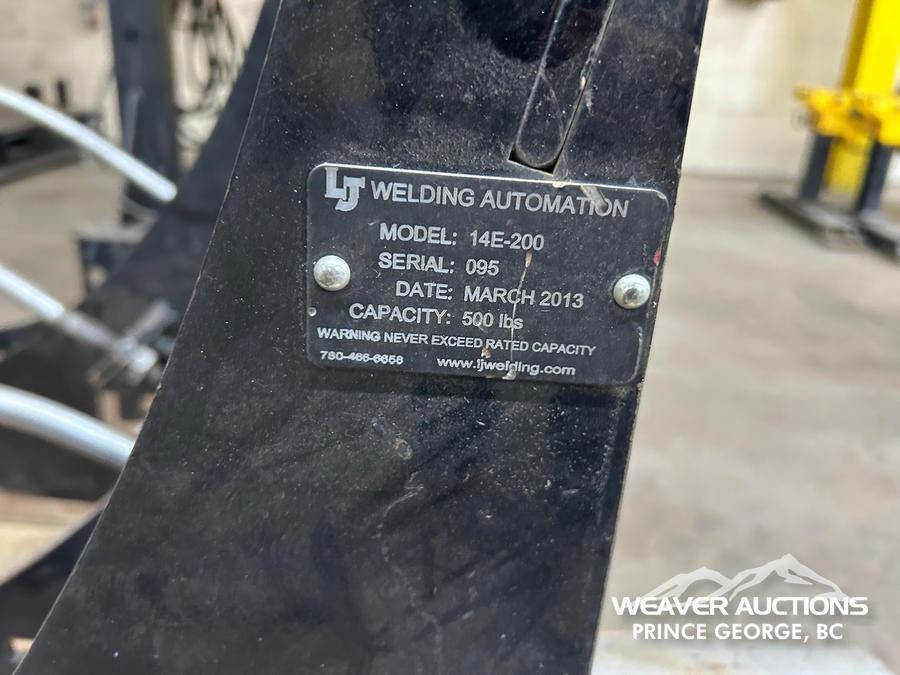 LJ WELDING AUTOMATION
MODEL: 14E-200
SERIAL: 095
DATE: MARCH 2013
CAPACITY: 500 lbs
WARNING NEVER EXCEED RATED CAPACITY
780-466-6658 www.ljwelding.com
WEAVER AUCTIONS
PRINCE GEORGE, BC